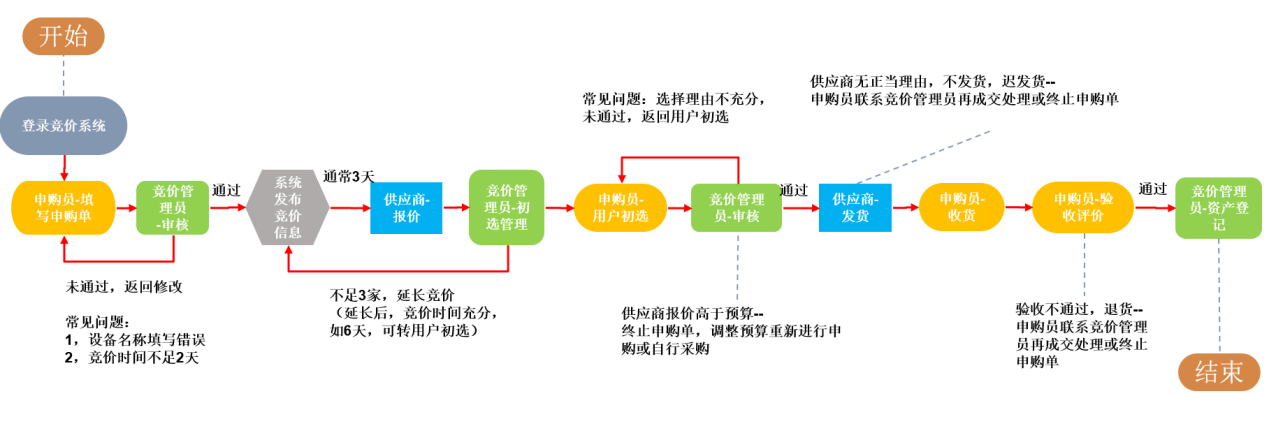 开始
登录竞价系统
申购员-填
写申购单
竞价管
理员
-审核
通过
未通过，返回修改
常见问题：
1，设备名称填写错误
2，竞价时间不足2天
系统
发布
竞价
信息
通常3天
供应商-
报价
竞价管
理员-初
选管理
不足3家，延长竞价
（延长后，竞价时间充分，
如6天，可转用户初选）
常见问题：选择理由不充分，
未通过，返回用户初选
申购员-
用户初选
竞价管理
员-审核
通过
供应商报价高于预算--
终止申购单，调整预算重新进行申
购或自行采购
供应商无正当理由，不发货，迟发货--
申购员联系竞价管理员再成交处理或终止申购单
供应商-
发货
申购员
-收货
申购员-验
收评价
通过
验收不通过，退货--
申购员联系竞价管理
员再成交处理或终止
申购单
竞价管理
员-资产登
记
结束